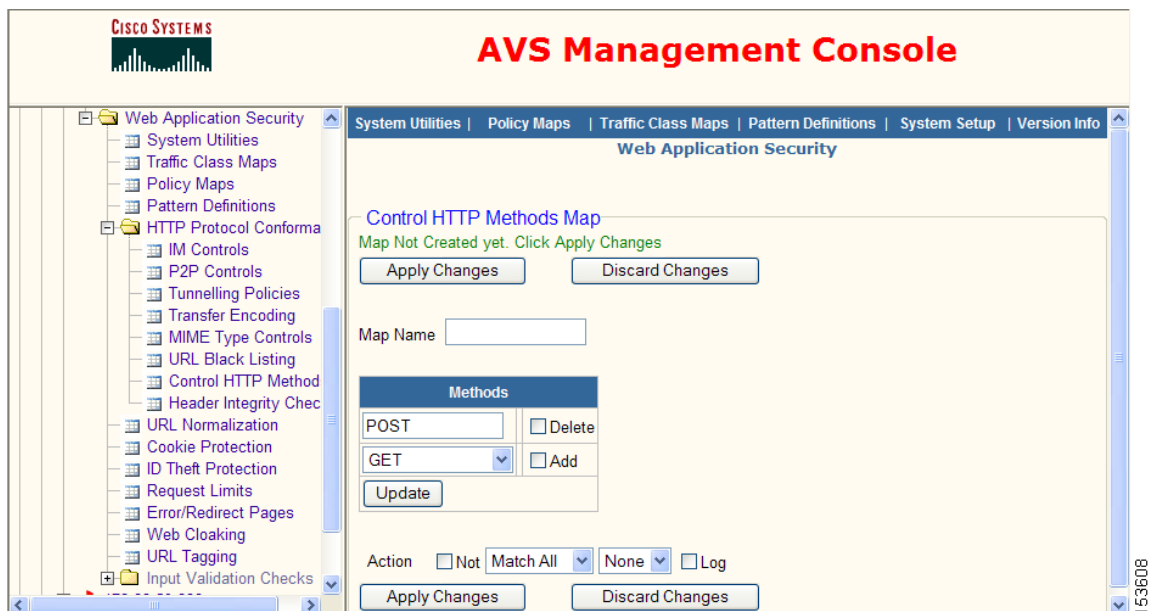 CISCO SYSTEMS
AVS Management Console
Web Application Security
System Utilities
Traffic Class Maps
Policy Maps
Pattern Definitions
HTTP Protocol Conforma
IM Controls
P2P Controls
Tunnelling Policies
Transfer Encoding
MIME Type Controls
URL Black Listing
Control HTTP Method
Header Integrity Chec
URL Normalization
Cookie Protection
ID Theft Protection
Request Limits
Error/Redirect Pages
Web Cloaking
URL Tagging
Input Validation Checks
System Utilities | Policy Maps | Traffic Class Maps | Pattern Definitions | System Setup | Version Info
Web Application Security
Control HTTP Methods Map
Map Not Created yet. Click Apply Changes
Apply Changes Discard Changes
Map Name
Methods
POST Delete
GET Add
Update
Action Not Match All None Log
Apply Changes Discard Changes
153608